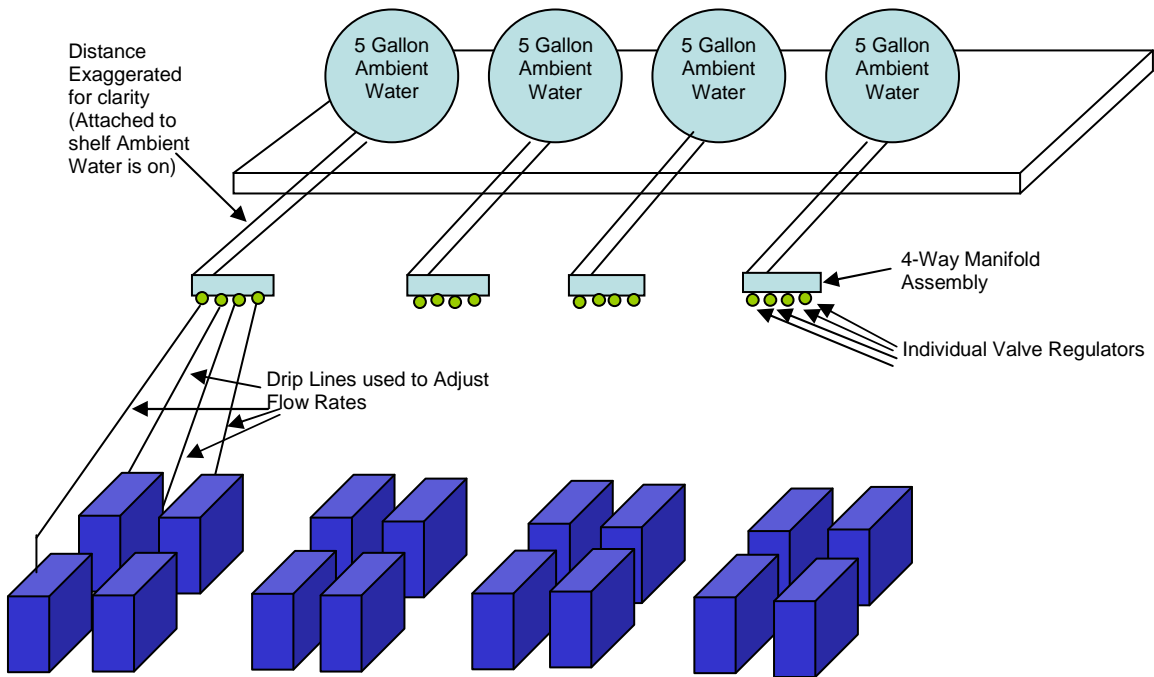 Distance
Exaggerated
for clarity
(Attached to
shelf Ambient
Water is on)
5 Gallon
Ambient
Water
5 Gallon
Ambient
Water
5 Gallon
Ambient
Water
5 Gallon
Ambient
Water
4-Way Manifold
Assembly
Individual Valve Regulators
Drip Lines used to Adjust
Flow Rates